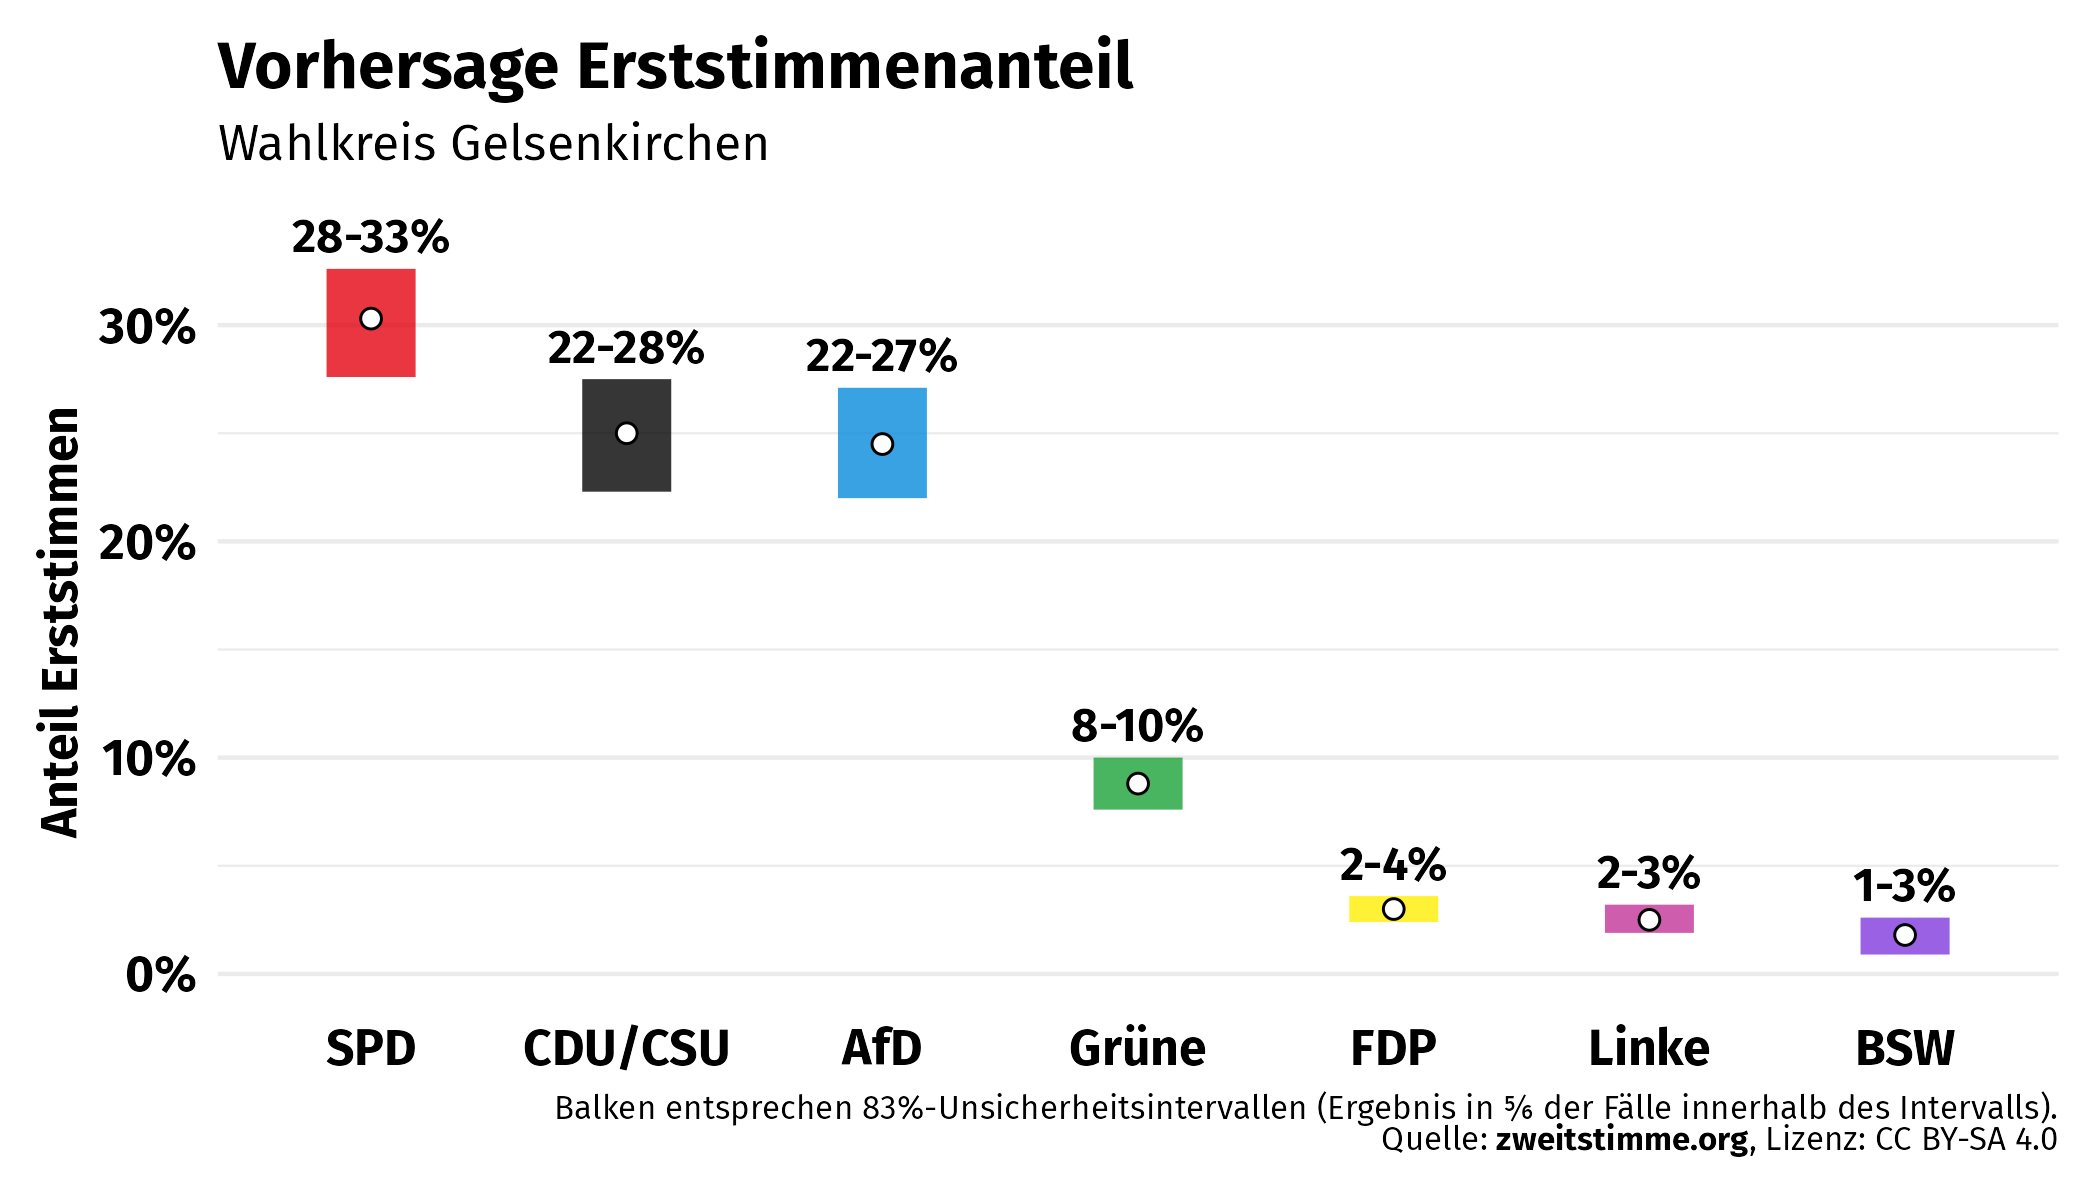 Vorhersage Erststimmenanteil
Wahlkreis Gelsenkirchen
28-33%
22-28%
22-27%
8-10%
2-4%
2-3%
1-3%
Anteil Erststimmen
30%
20%
10%
0%
SPD CDU/CSU AfD Grüne FDP Linke BSW
Balken entsprechen 83%-Unsicherheitsintervallen (Ergebnis in ⅚ der Fälle innerhalb des Intervalls).
Quelle: zweitstimme.org, Lizenz: CC BY-SA 4.0